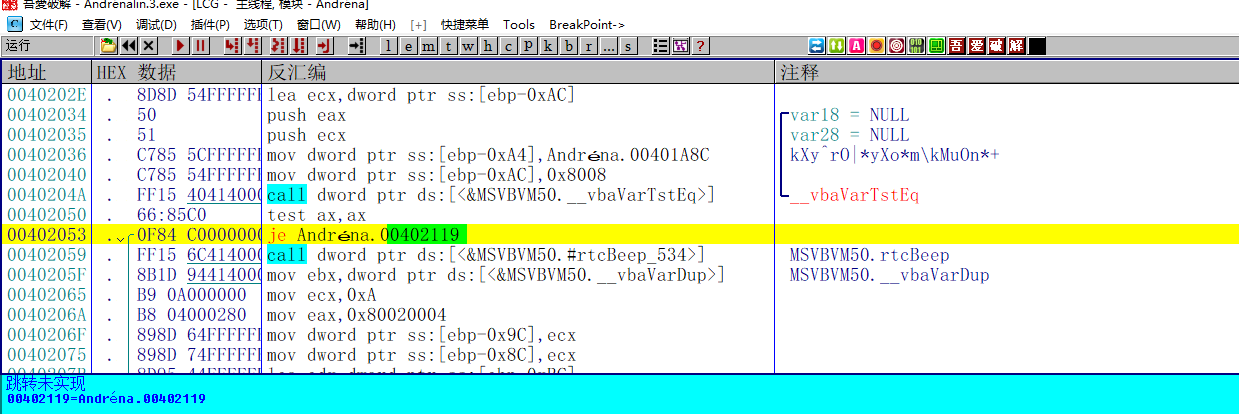 吾愛破解 - Andrenalin.3.exe - [LCG - 主线程, 模块 - Andrena]
文件(F) 查看(V) 调试(D) 插件(P) 选项(T) 窗口(W) 帮助(H) [+] 快捷菜单 Tools BreakPoint->
运行 l e m t w h c p k b r ... s ? 吾 爱 破 解
地址 HEX 数据 反汇编 注释
0040202E . 8D8D 54FFFFFF lea ecx,dword ptr ss:[ebp-0xAC]
00402034 . 50 push eax var18 = NULL
00402035 . 51 push ecx var28 = NULL
00402036 . C785 5CFFFFFF mov dword ptr ss:[ebp-0xA4],Andréna.00401A8C kXy^rO|*yXo*m\kMuOn*+
00402040 . C785 54FFFFFF mov dword ptr ss:[ebp-0xAC],0x8008
0040204A . FF15 40414000 call dword ptr ds:[<&MSVBVM50.__vbaVarTstEq>] __vbaVarTstEq
00402050 . 66:85C0 test ax,ax
00402053 . 0F84 C0000000 je Andréna.00402119
00402059 . FF15 6C414000 call dword ptr ds:[<&MSVBVM50.#rtcBeep_534>] MSVBVM50.rtcBeep
0040205F . 8B1D 94414000 mov ebx,dword ptr ds:[<&MSVBVM50.__vbaVarDup>] MSVBVM50.__vbaVarDup
00402065 . B9 0A000000 mov ecx,0xA
0040206A . B8 04000280 mov eax,0x80020004
0040206F . 898D 64FFFFFF mov dword ptr ss:[ebp-0x9C],ecx
00402075 . 898D 74FFFFFF mov dword ptr ss:[ebp-0x8C],ecx
跳转未实现
00402119=Andréna.00402119